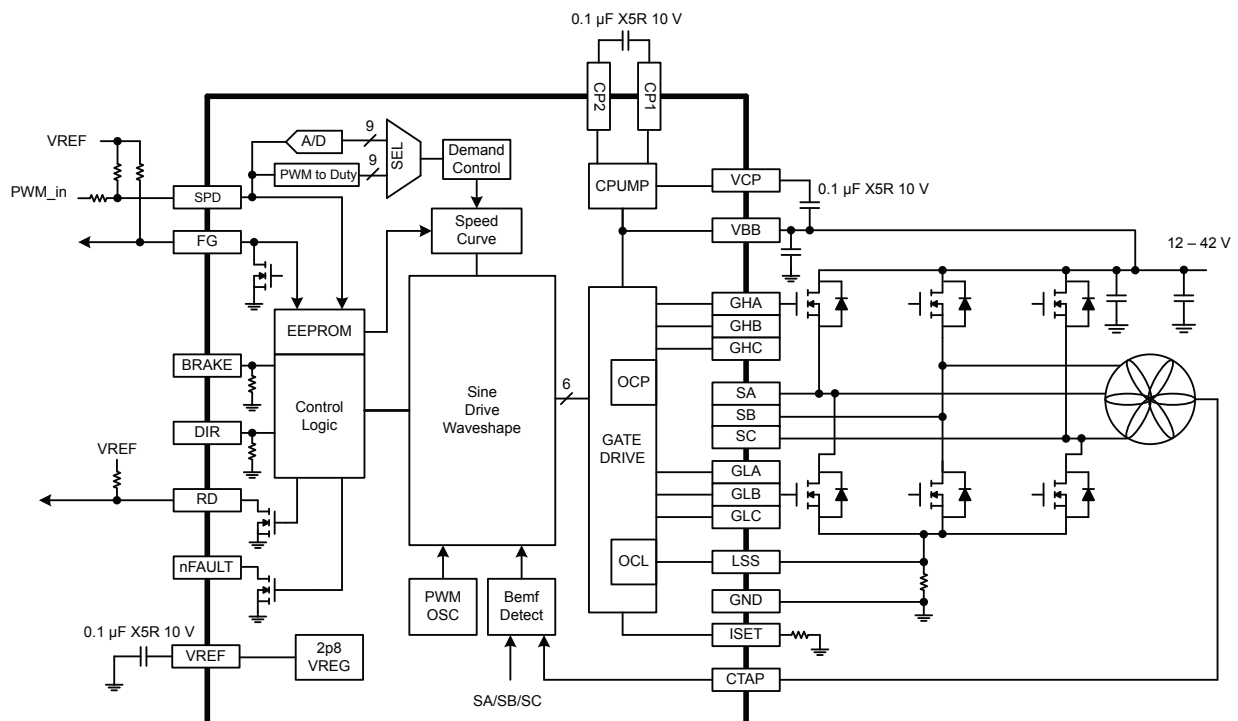 0.1 µF X5R 10 V
CP2
CP1
VREF
PWM_in
SPD
FG
A/D
9
PWM to Duty
9
SEL
Demand
Control
Speed
Curve
CPUMP
VCP
0.1 µF X5R 10 V
VBB
12 – 42 V
EEPROM
Control
Logic
BRAKE
DIR
VREF
RD
nFAULT
0.1 µF X5R 10 V
VREF
2p8
VREG
Sine
Drive
Waveshape
6
PWM
OSC
Bemf
Detect
SA/SB/SC
OCP
GATE
DRIVE
OCL
GHA
GHB
GHC
SA
SB
SC
GLA
GLB
GLC
LSS
GND
ISET
CTAP